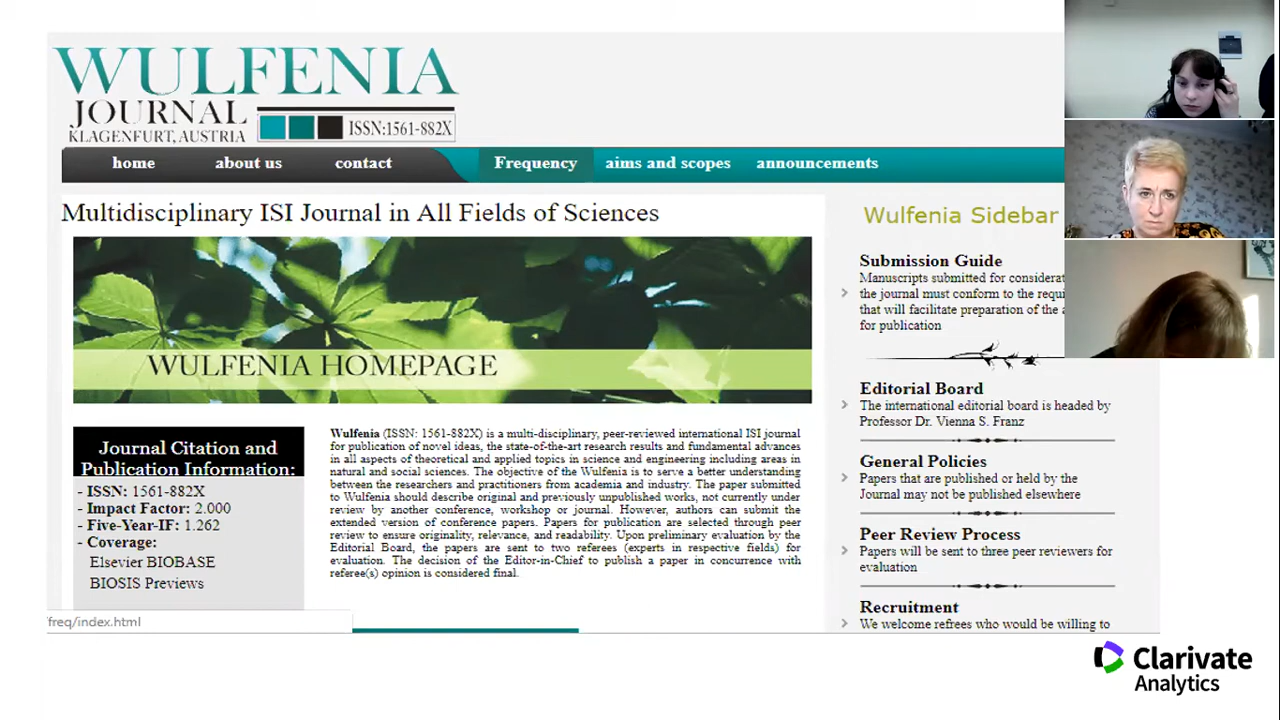 WULFENIA
JOURNAL
KLAGENFURT, AUSTRIA
ISSN:1561-882X
home about us contact Frequency aims and scopes announcements
Multidisciplinary ISI Journal in All Fields of Sciences
WULFENIA HOMEPAGE
Journal Citation and
Publication Information:
- ISSN: 1561-882X
- Impact Factor: 2.000
- Five-Year-IF: 1.262
- Coverage:
Elsevier BIOBASE
BIOSIS Previews
Wulfenia (ISSN: 1561-882X) is a multi-disciplinary, peer-reviewed international ISI journal
for publication of novel ideas, the state-of-the-art research results and fundamental advances
in all aspects of theoretical and applied topics in science and engineering including areas in
natural and social sciences. The objective of the Wulfenia is to serve a better understanding
between the researchers and practitioners from academia and industry. The paper submitted
to Wulfenia should describe original and previously unpublished works, not currently under
review by another conference, workshop or journal. However, authors can submit the
extended version of conference papers. Papers for publication are selected through peer
review to ensure originality, relevance, and readability. Upon preliminary evaluation by the
Editorial Board, the papers are sent to two referees (experts in respective fields) for
evaluation. The decision of the Editor-in-Chief to publish a paper in concurrence with
referee(s) opinion is considered final.
Wulfenia Sidebar
Submission Guide
Manuscripts submitted for
the journal must conform to the
that will facilitate preparation of the
for publication
Editorial Board
The international editorial board is headed by
Professor Dr. Vienna S. Franz
General Policies
Papers that are published or held by the
Journal may not be published elsewhere
Peer Review Process
Papers will be sent to three peer reviewers for
evaluation
Recruitment
We welcome refrees who would be willing to
/freq/index.html
Clarivate
Analytics